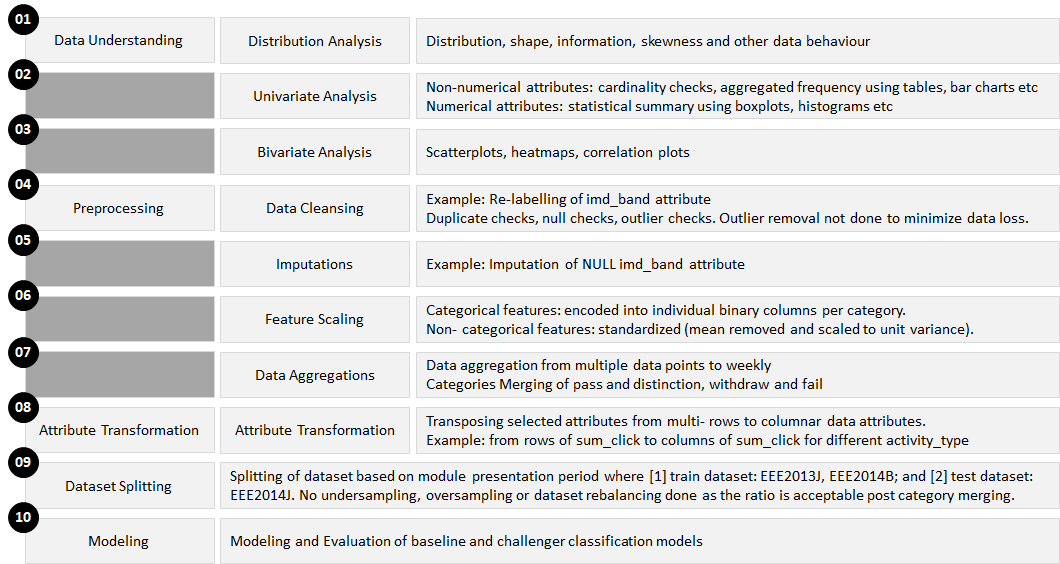 01
Data Understanding
Distribution Analysis
Distribution, shape, information, skewness and other data behaviour
02
Univariate Analysis
Non-numerical attributes: cardinality checks, aggregated frequency using tables, bar charts etc
Numerical attributes: statistical summary using boxplots, histograms etc
03
Bivariate Analysis
Scatterplots, heatmaps, correlation plots
04
Preprocessing
Data Cleansing
Example: Re-labelling of imd_band attribute
Duplicate checks, null checks, outlier checks. Outlier removal not done to minimize data loss.
05
Imputations
Example: Imputation of NULL imd_band attribute
06
Feature Scaling
Categorical features: encoded into individual binary columns per category.
Non- categorical features: standardized (mean removed and scaled to unit variance).
07
Data Aggregations
Data aggregation from multiple data points to weekly
Categories Merging of pass and distinction, withdraw and fail
08
Attribute Transformation
Attribute Transformation
Transposing selected attributes from multi- rows to columnar data attributes.
Example: from rows of sum_click to columns of sum_click for different activity_type
09
Dataset Splitting
Splitting of dataset based on module presentation period where [1] train dataset: EEE2013J, EEE2014B; and [2] test dataset:
EEE2014J. No undersampling, oversampling or dataset rebalancing done as the ratio is acceptable post category merging.
10
Modeling
Modeling and Evaluation of baseline and challenger classification models